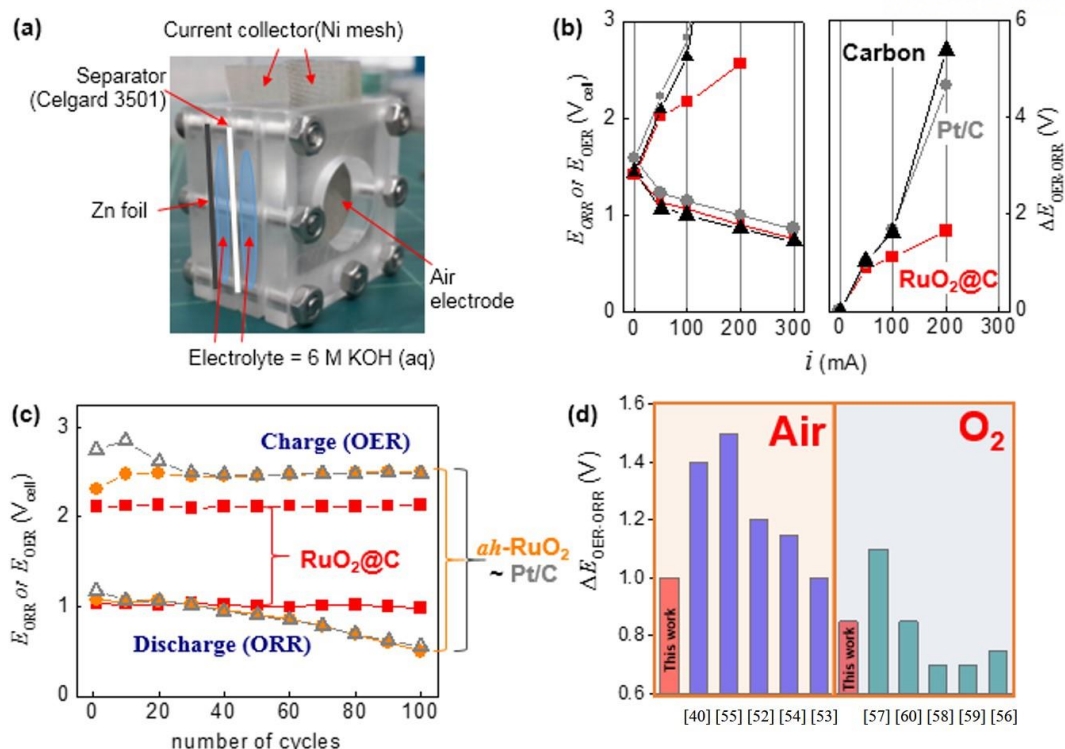 (a)
Current collector(Ni mesh)
Separator
(Celgard 3501)
Zn foil
Air
electrode
Electrolyte = 6 M KOH (aq)
(b)
E_ORR or E_OER (V_cell)
3
2
1
0
0 100 200 300
Carbon
Pt/C
RuO₂@C
0 100 200 300
6
4
2
0
ΔE_OER-ORR (V)
i (mA)
(c)
E_ORR or E_OER (V_cell)
3
2
1
0
Charge (OER)
RuO₂@C
ah-RuO₂
~ Pt/C
Discharge (ORR)
0 20 40 60 80 100
number of cycles
(d)
ΔE_OER-ORR (V)
1.6
1.4
1.2
1.0
0.8
0.6
Air
O₂
This work
This work
[40] [55] [52] [54] [53] [57] [60] [58] [59] [56]